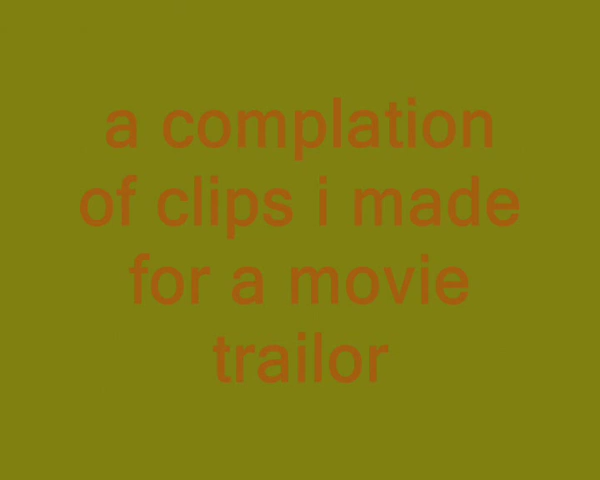 a complation
of clips i made
for a movie
trailor